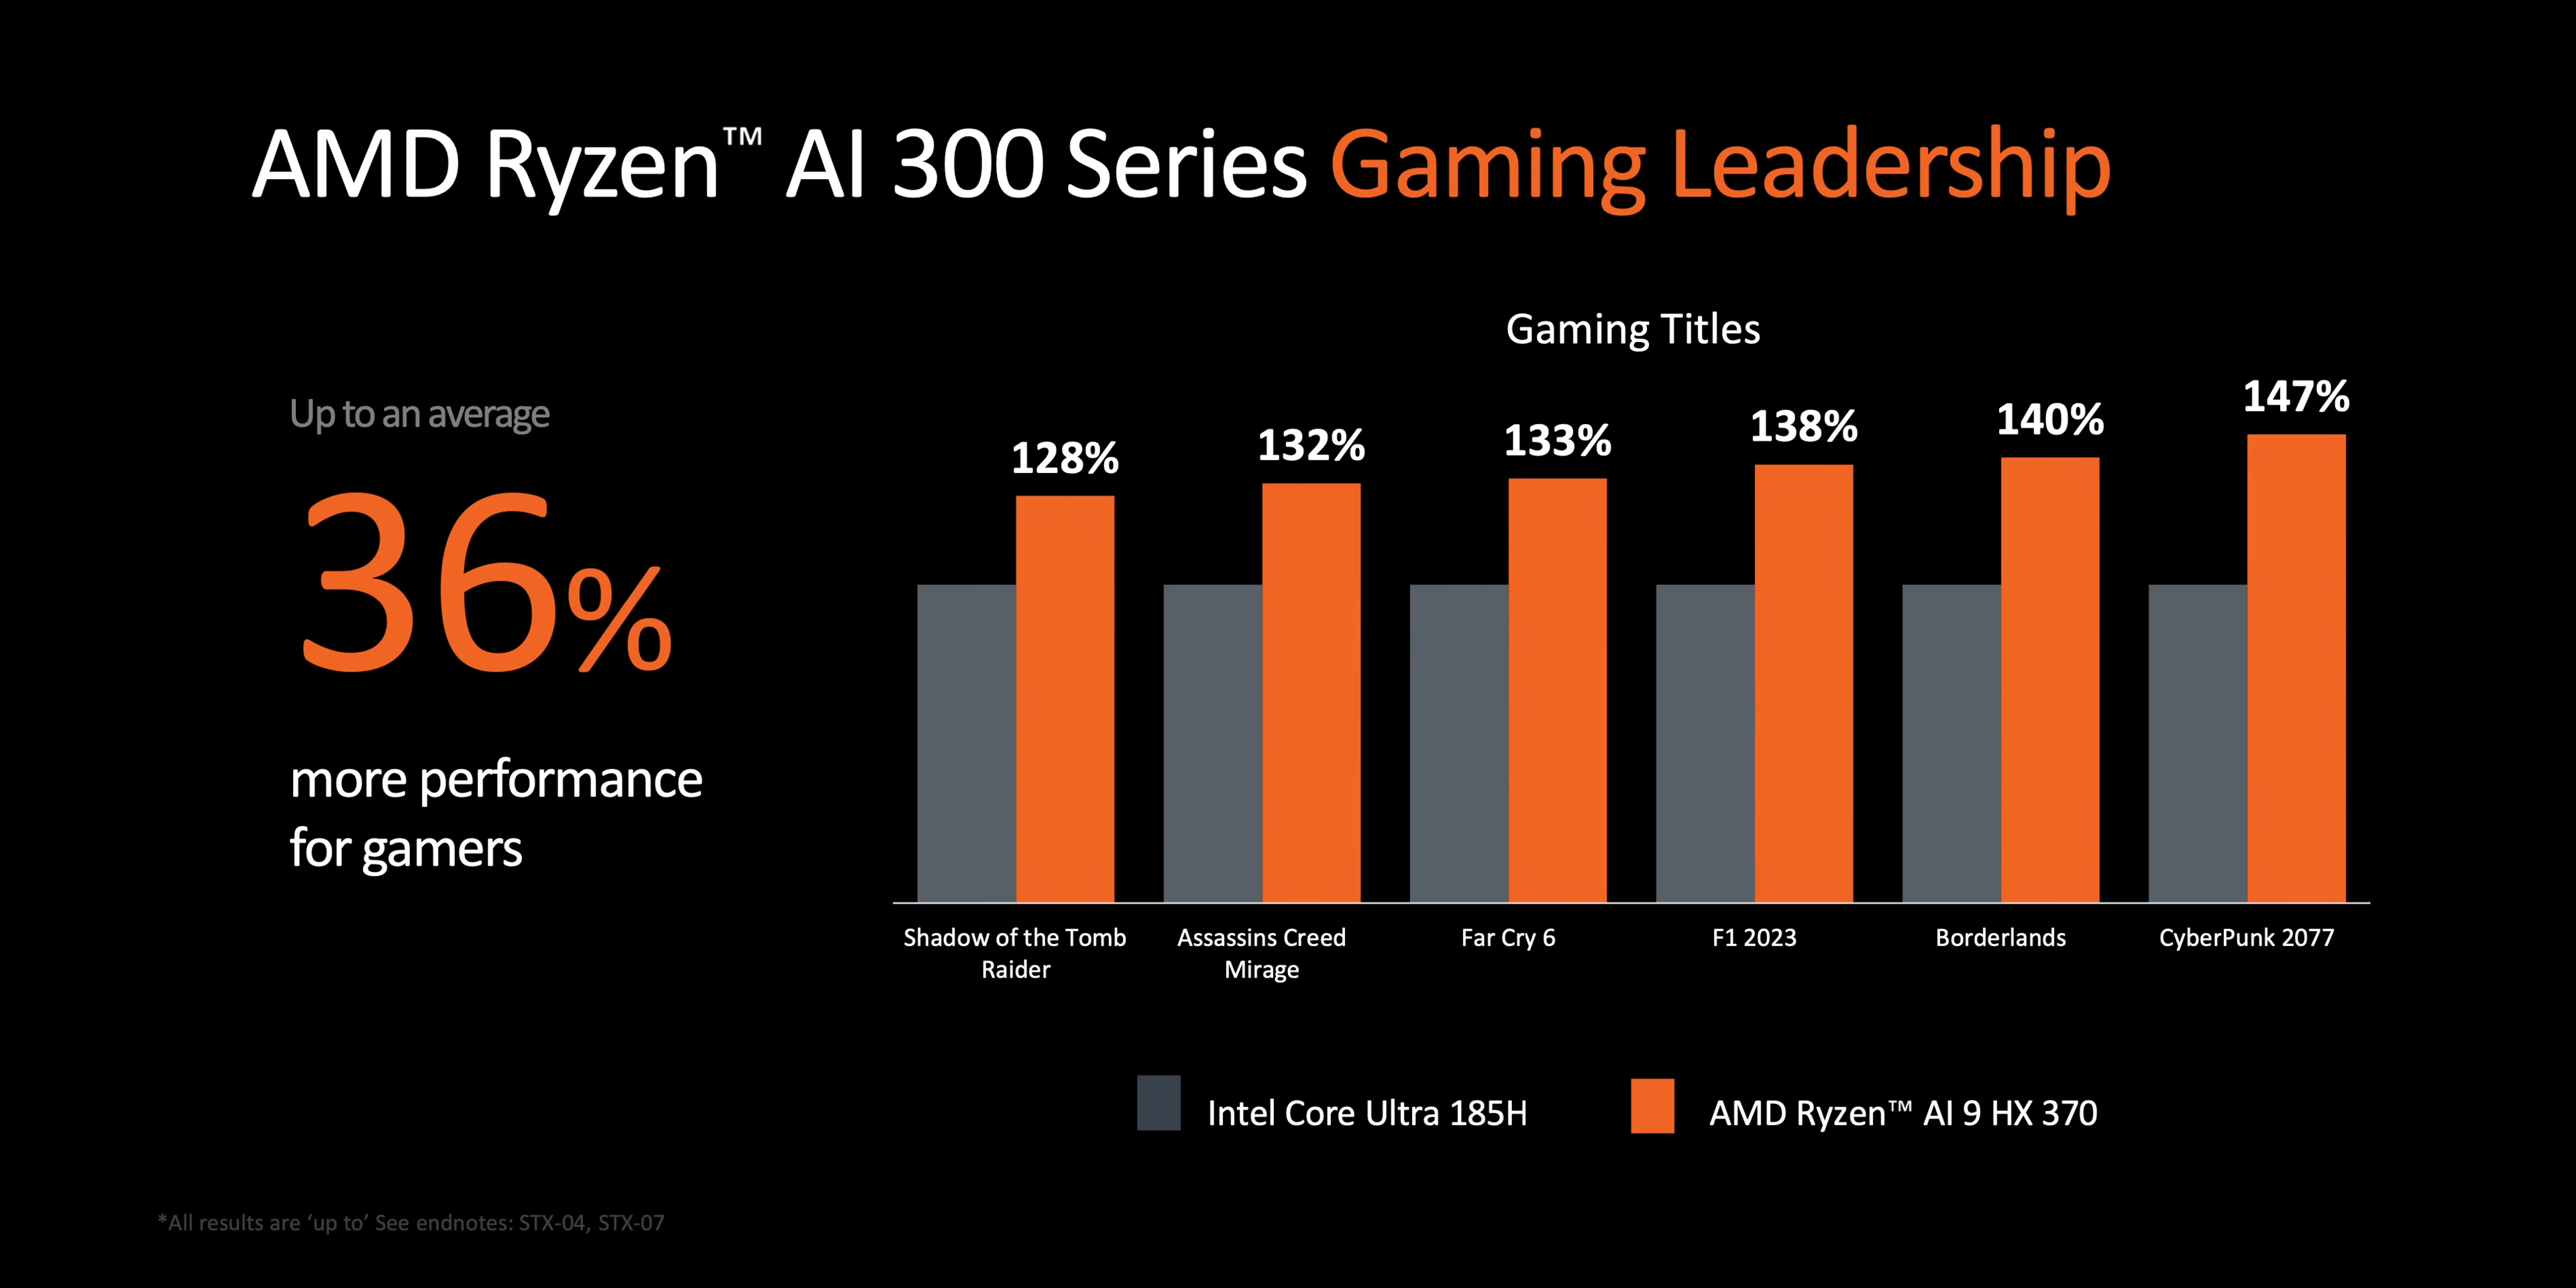 AMD Ryzen™ AI 300 Series Gaming Leadership
Up to an average
36%
more performance
for gamers
Gaming Titles
128%
132%
133%
138%
140%
147%
Shadow of the Tomb
Raider
Assassins Creed
Mirage
Far Cry 6
F1 2023
Borderlands
CyberPunk 2077
Intel Core Ultra 185H
AMD Ryzen™ AI 9 HX 370
*All results are ‘up to’ See endnotes: STX-04, STX-07